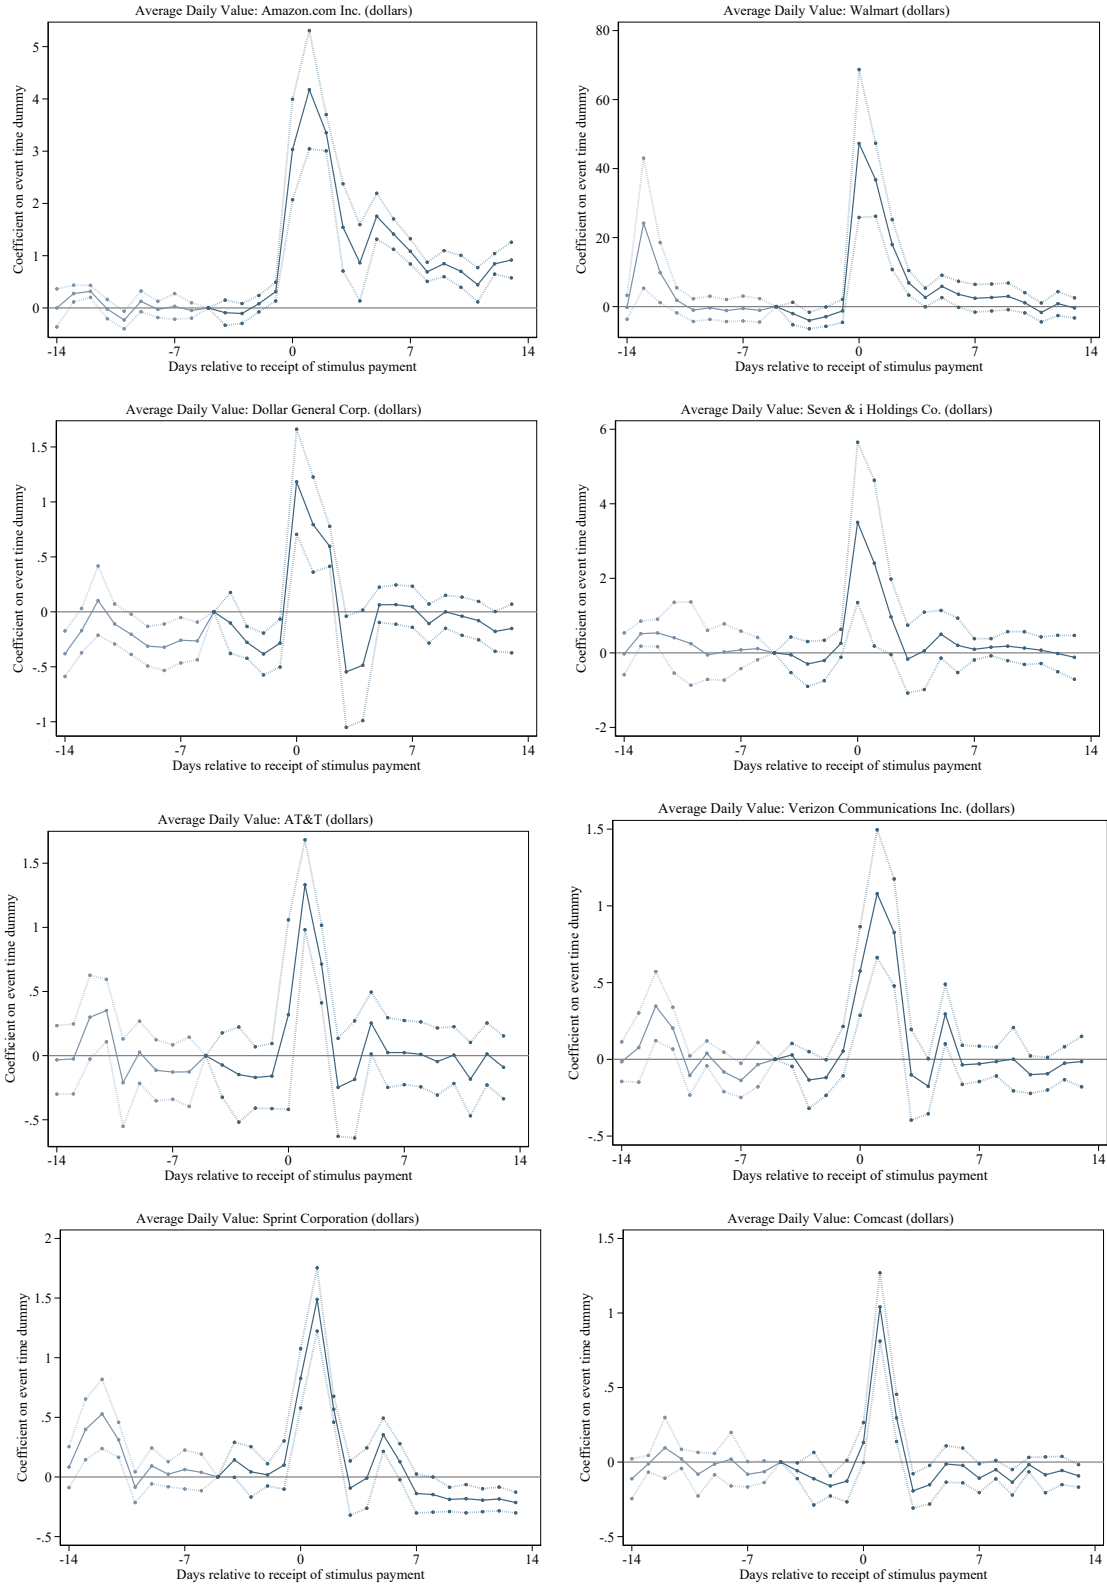 Average Daily Value: Amazon.com Inc. (dollars)
Coefficient on event time dummy
5
4
3
2
1
0
-14 -7 0 7 14
Days relative to receipt of stimulus payment
Average Daily Value: Walmart (dollars)
Coefficient on event time dummy
80
60
40
20
0
-14 -7 0 7 14
Days relative to receipt of stimulus payment
Average Daily Value: Dollar General Corp. (dollars)
Coefficient on event time dummy
1.5
1
.5
0
-.5
-1
-14 -7 0 7 14
Days relative to receipt of stimulus payment
Average Daily Value: Seven & i Holdings Co. (dollars)
Coefficient on event time dummy
6
4
2
0
-2
-14 -7 0 7 14
Days relative to receipt of stimulus payment
Average Daily Value: AT&T (dollars)
Coefficient on event time dummy
1.5
1
.5
0
-.5
-14 -7 0 7 14
Days relative to receipt of stimulus payment
Average Daily Value: Verizon Communications Inc. (dollars)
Coefficient on event time dummy
1.5
1
.5
0
-.5
-14 -7 0 7 14
Days relative to receipt of stimulus payment
Average Daily Value: Sprint Corporation (dollars)
Coefficient on event time dummy
2
1.5
1
.5
0
-.5
-14 -7 0 7 14
Days relative to receipt of stimulus payment
Average Daily Value: Comcast (dollars)
Coefficient on event time dummy
1.5
1
.5
0
-.5
-14 -7 0 7 14
Days relative to receipt of stimulus payment